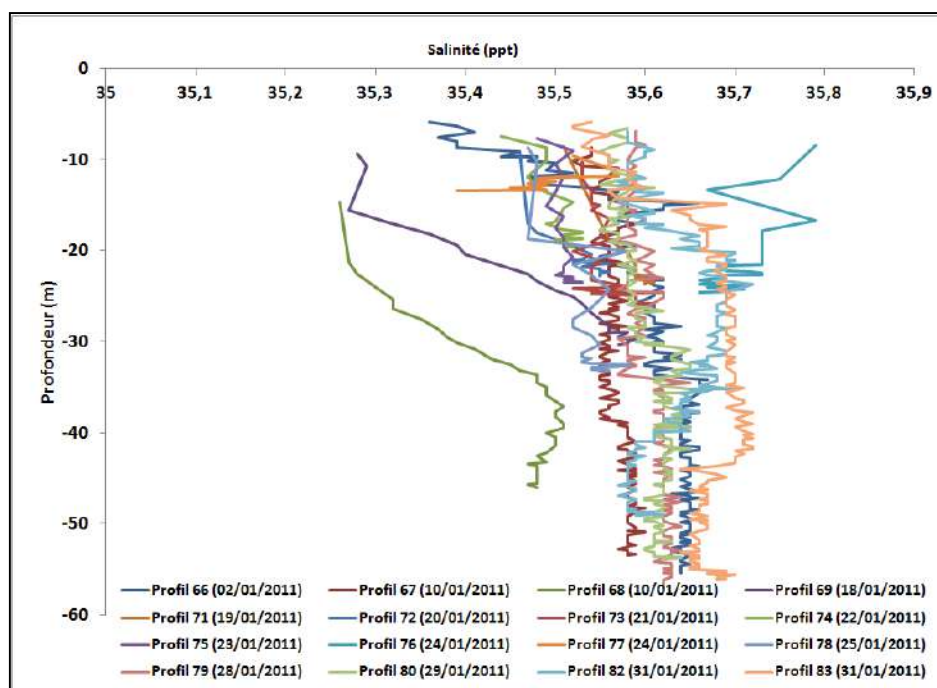 Salinité (ppt)
0
35 35,1 35,2 35,3 35,4 35,5 35,6 35,7 35,8 35,9
-10
-20
-30
-40
-50
-60
Profondeur (m)
Profil 66 (02/01/2011) Profil 67 (10/01/2011) Profil 68 (10/01/2011) Profil 69 (18/01/2011)
Profil 71 (19/01/2011) Profil 72 (20/01/2011) Profil 73 (21/01/2011) Profil 74 (22/01/2011)
Profil 75 (23/01/2011) Profil 76 (24/01/2011) Profil 77 (24/01/2011) Profil 78 (25/01/2011)
Profil 79 (28/01/2011) Profil 80 (29/01/2011) Profil 82 (31/01/2011) Profil 83 (31/01/2011)